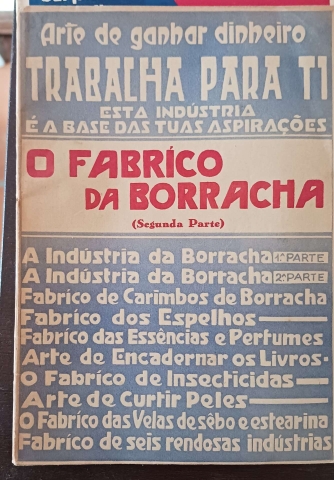 Arte de ganhar dinheiro
TRABALHA PARA TI
ESTA INDÚSTRIA
É A BASE DAS TUAS ASPIRAÇÕES
O FABRÍCO
DA BORRACHA
(Segunda Parte)
A Indústria da Borracha 1ª PARTE
A Indústria da Borracha 2ª PARTE
Fabrico de Carimbos de Borracha
Fabríco dos Espelhos
Fabríco das Essências e Perfumes
Arte de Encadernar os Livros
O Fabríco de Insecticidas
Arte de Curtir Peles
O Fabríco das Velas de sêbo e estearina
Fabríco de seis rendosas indústrias